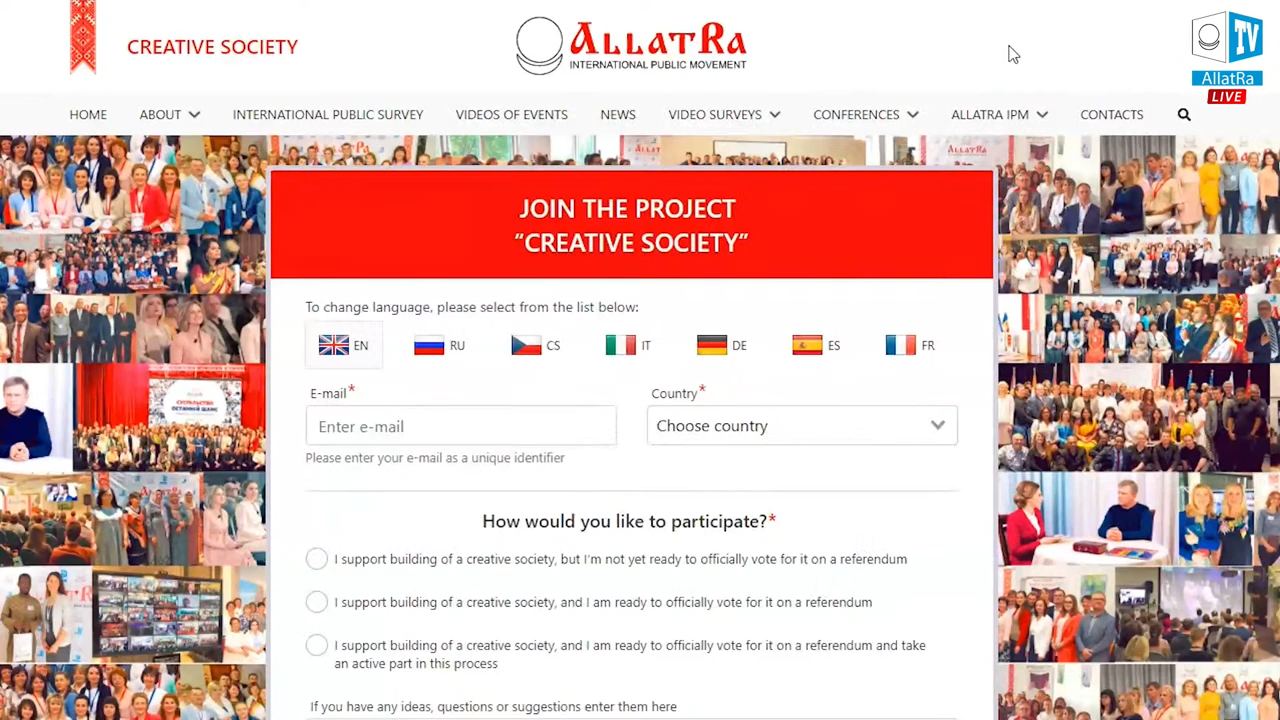 CREATIVE SOCIETY
ALLATRA
INTERNATIONAL PUBLIC MOVEMENT
TV
AllatRa
LIVE
HOME ABOUT INTERNATIONAL PUBLIC SURVEY VIDEOS OF EVENTS NEWS VIDEO SURVEYS CONFERENCES ALLATRA IPM CONTACTS
JOIN THE PROJECT
“CREATIVE SOCIETY”
To change language, please select from the list below:
EN RU CS IT DE ES FR
E-mail* Country*
Enter e-mail Choose country
Please enter your e-mail as a unique identifier
How would you like to participate?*
I support building of a creative society, but I'm not yet ready to officially vote for it on a referendum
I support building of a creative society, and I am ready to officially vote for it on a referendum
I support building of a creative society, and I am ready to officially vote for it on a referendum and take
an active part in this process
If you have any ideas, questions or suggestions enter them here